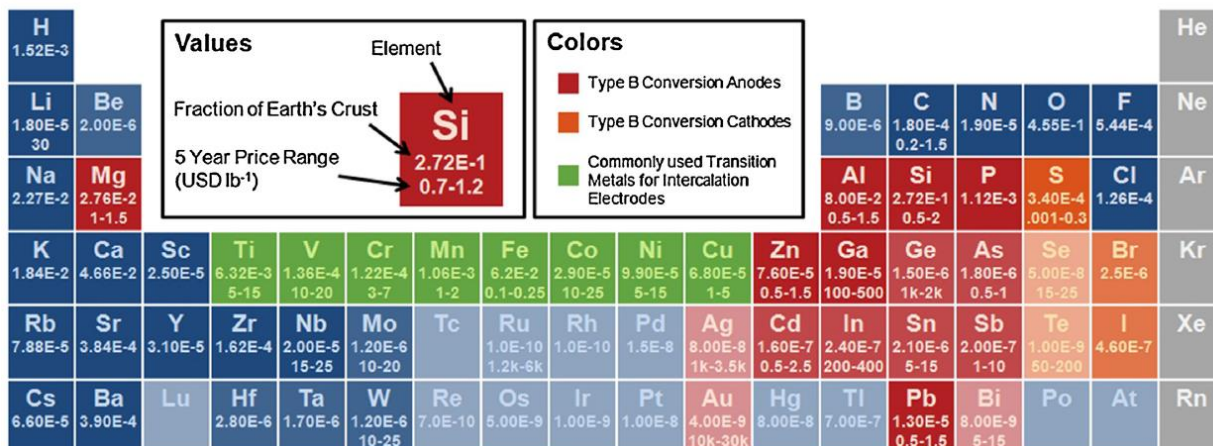 H
1.52E-3
He
Values
Element
Fraction of Earth's Crust
5 Year Price Range
(USD lb⁻¹)
Si
2.72E-1
0.7-1.2
Colors
Type B Conversion Anodes
Type B Conversion Cathodes
Commonly used Transition
Metals for Intercalation
Electrodes
Li
1.80E-5
30
Be
2.00E-6
B
9.00E-6
C
1.80E-4
0.2-1.5
N
1.90E-5
O
4.55E-1
F
5.44E-4
Ne
Na
2.27E-2
Mg
2.76E-2
1-1.5
Al
8.00E-2
0.5-1.5
Si
2.72E-1
0.5-2
P
1.12E-3
S
3.40E-4
.001-0.3
Cl
1.26E-4
Ar
K
1.84E-2
Ca
4.66E-2
Sc
2.50E-5
Ti
6.32E-3
5-15
V
1.36E-4
10-20
Cr
1.22E-4
3-7
Mn
1.06E-3
1-2
Fe
6.2E-2
0.1-0.25
Co
2.90E-5
10-25
Ni
9.90E-5
5-15
Cu
6.80E-5
1-5
Zn
7.60E-5
0.5-1.5
Ga
1.90E-5
100-500
Ge
1.50E-6
1k-2k
As
1.80E-6
0.5-1
Se
5.00E-8
15-25
Br
2.5E-6
Kr
Rb
7.88E-5
Sr
3.84E-4
Y
3.10E-5
Zr
1.62E-4
Nb
2.00E-5
15-25
Mo
1.20E-6
10-20
Tc
Ru
1.0E-10
1.2k-6k
Rh
1.0E-10
Pd
1.5E-8
Ag
8.00E-8
1k-3.5k
Cd
1.60E-7
0.5-2.5
In
2.40E-7
200-400
Sn
2.10E-6
5-15
Sb
2.00E-7
1-10
Te
1.00E-9
50-200
I
4.60E-7
Xe
Cs
6.60E-5
Ba
3.90E-4
Lu
Hf
2.80E-6
Ta
1.70E-6
W
1.20E-6
10-25
Re
7.0E-10
Os
5.00E-9
Ir
1.00E-9
Pt
1.00E-8
Au
4.00E-9
10k-30k
Hg
8.00E-8
Tl
7.00E-7
Pb
1.30E-5
0.5-1.5
Bi
8.00E-9
5-15
Po
At
Rn